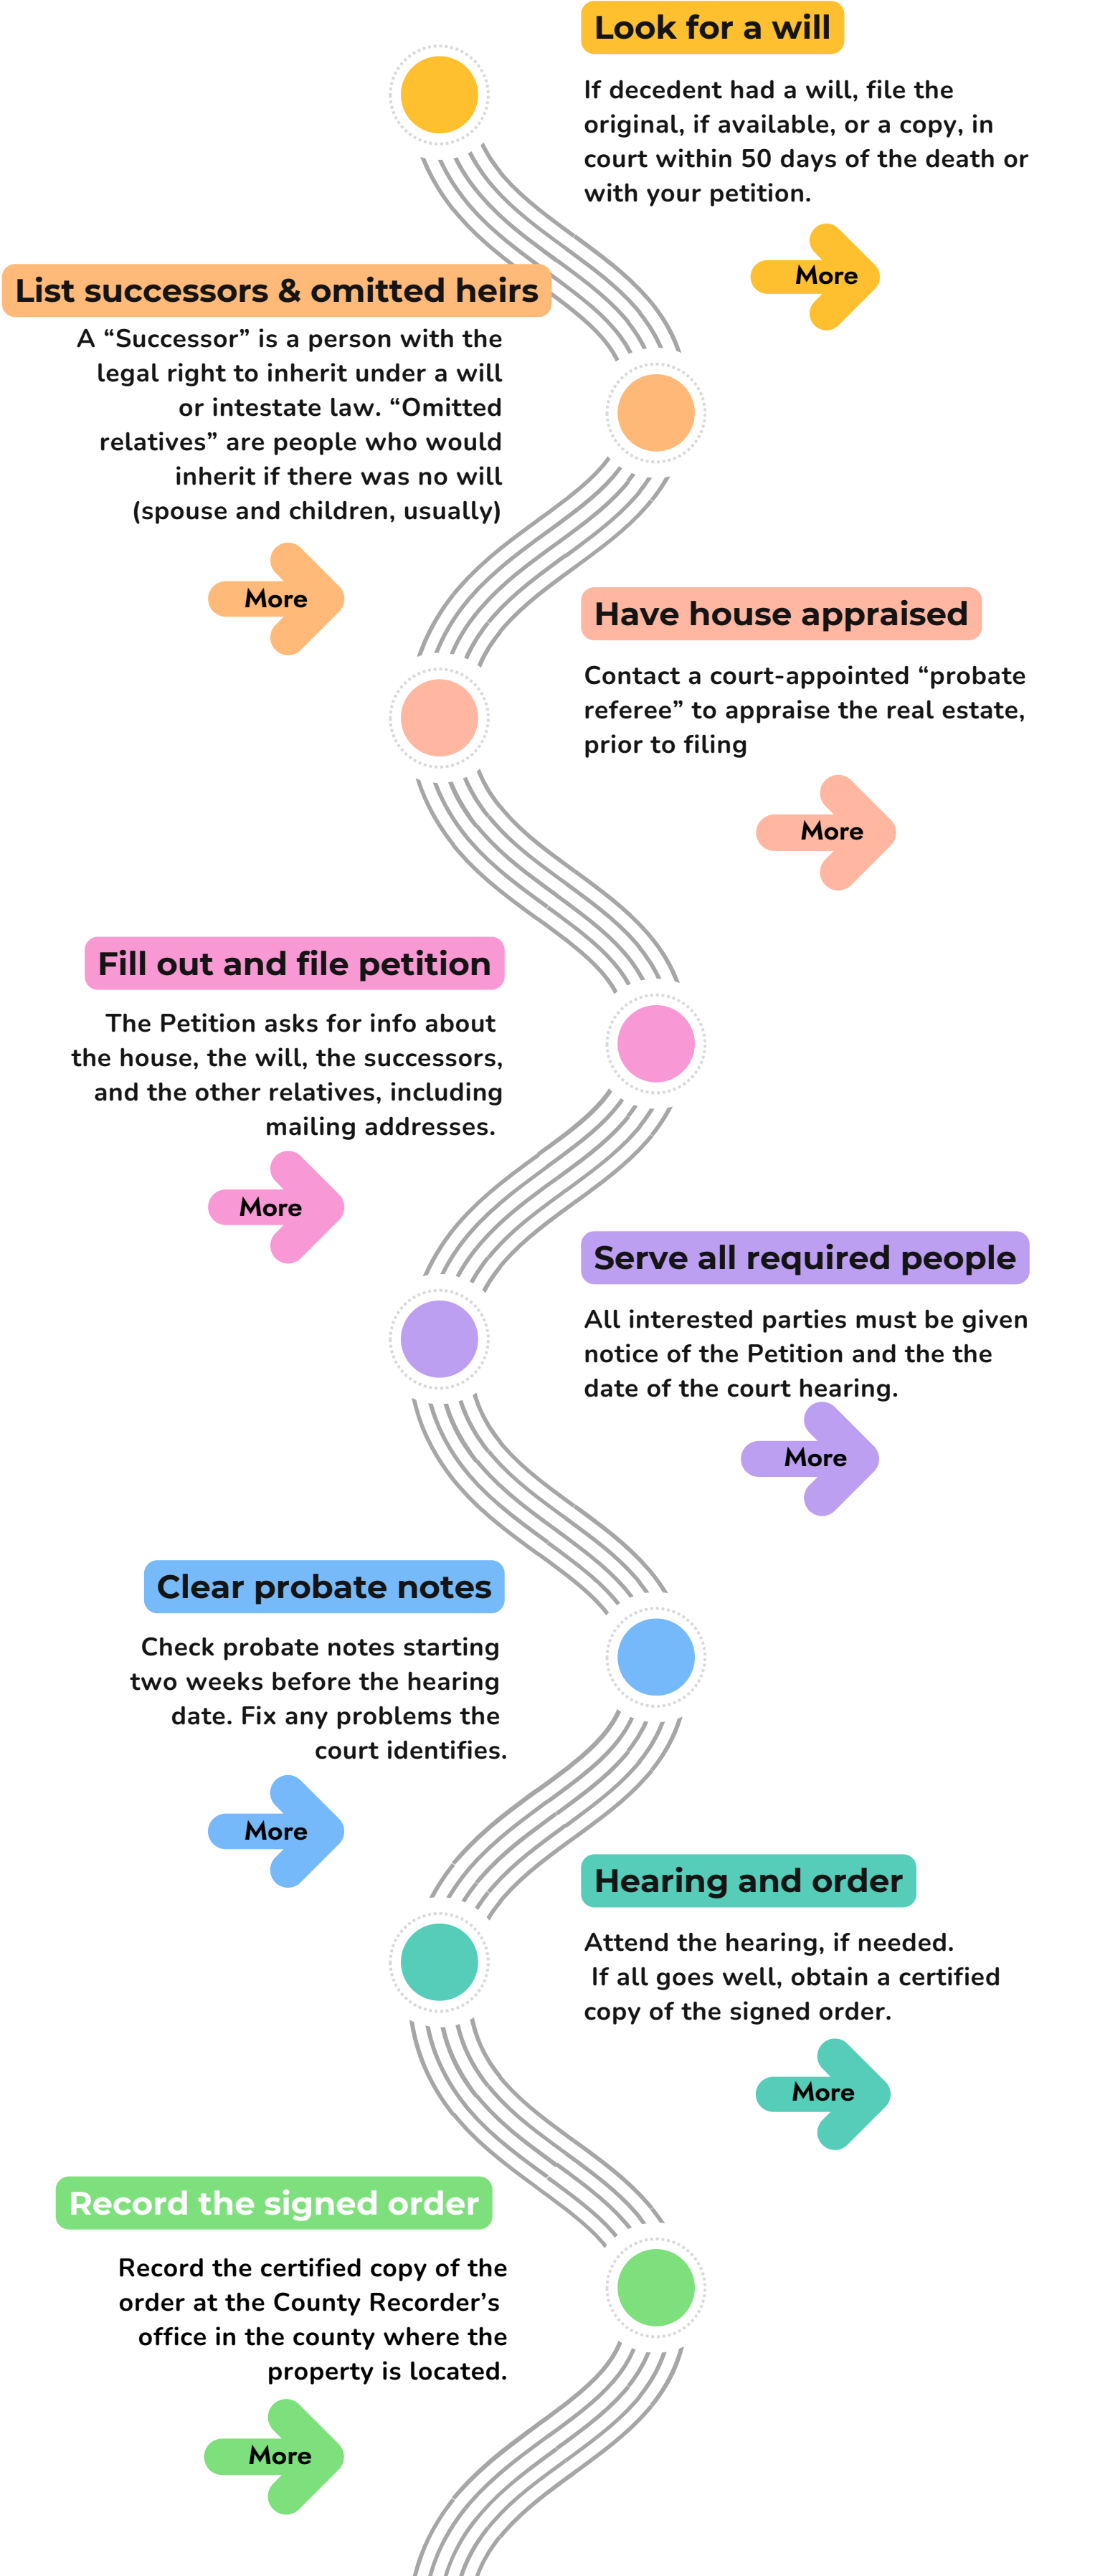 Look for a will
If decedent had a will, file the
original, if available, or a copy, in
court within 50 days of the death or
with your petition.
More
List successors & omitted heirs
A “Successor” is a person with the
legal right to inherit under a will
or intestate law. “Omitted
relatives” are people who would
inherit if there was no will
(spouse and children, usually)
More
Have house appraised
Contact a court-appointed “probate
referee” to appraise the real estate,
prior to filing
More
Fill out and file petition
The Petition asks for info about
the house, the will, the successors,
and the other relatives, including
mailing addresses.
More
Serve all required people
All interested parties must be given
notice of the Petition and the the
date of the court hearing.
More
Clear probate notes
Check probate notes starting
two weeks before the hearing
date. Fix any problems the
court identifies.
More
Hearing and order
Attend the hearing, if needed.
If all goes well, obtain a certified
copy of the signed order.
More
Record the signed order
Record the certified copy of the
order at the County Recorder’s
office in the county where the
property is located.
More